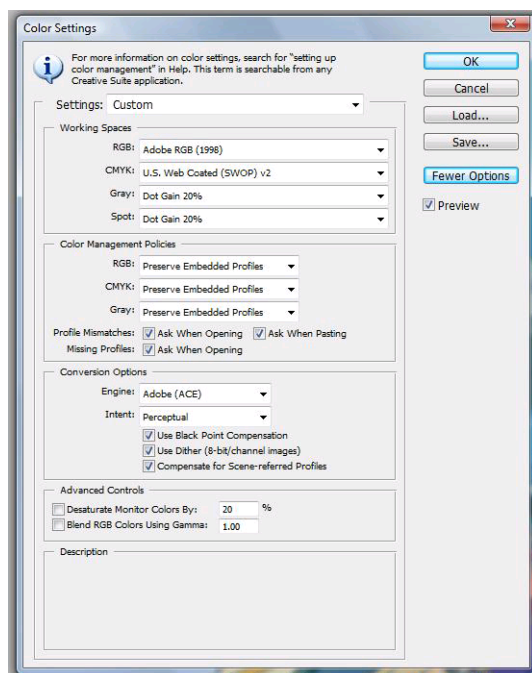 Color Settings
For more information on color settings, search for "setting up
color management" in Help. This term is searchable from any
Creative Suite application.
OK
Cancel
Load...
Save...
Fewer Options
Preview
Settings: Custom
Working Spaces
RGB: Adobe RGB (1998)
CMYK: U.S. Web Coated (SWOP) v2
Gray: Dot Gain 20%
Spot: Dot Gain 20%
Color Management Policies
RGB: Preserve Embedded Profiles
CMYK: Preserve Embedded Profiles
Gray: Preserve Embedded Profiles
Profile Mismatches: Ask When Opening Ask When Pasting
Missing Profiles: Ask When Opening
Conversion Options
Engine: Adobe (ACE)
Intent: Perceptual
Use Black Point Compensation
Use Dither (8-bit/channel images)
Compensate for Scene-referred Profiles
Advanced Controls
Desaturate Monitor Colors By: 20 %
Blend RGB Colors Using Gamma: 1.00
Description